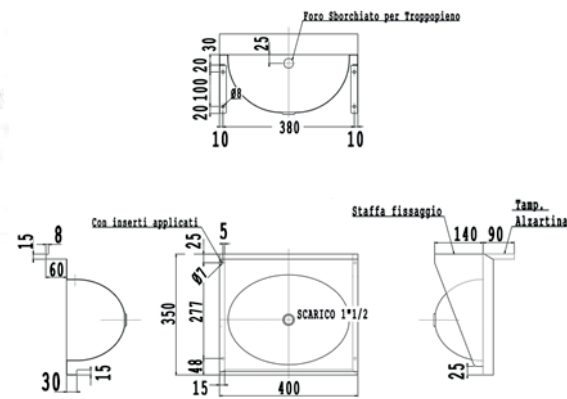 Foro Sborchiato per Troppopieno
30
25
20
100
Ø8
20
380
10
10
Con inserti applicati
5
Staffa fissaggio
Tamp.
Alzartina
15
8
25
140
90
60
Ø7
350
277
SCARICO 1"1/2
48
30
15
15
400
25